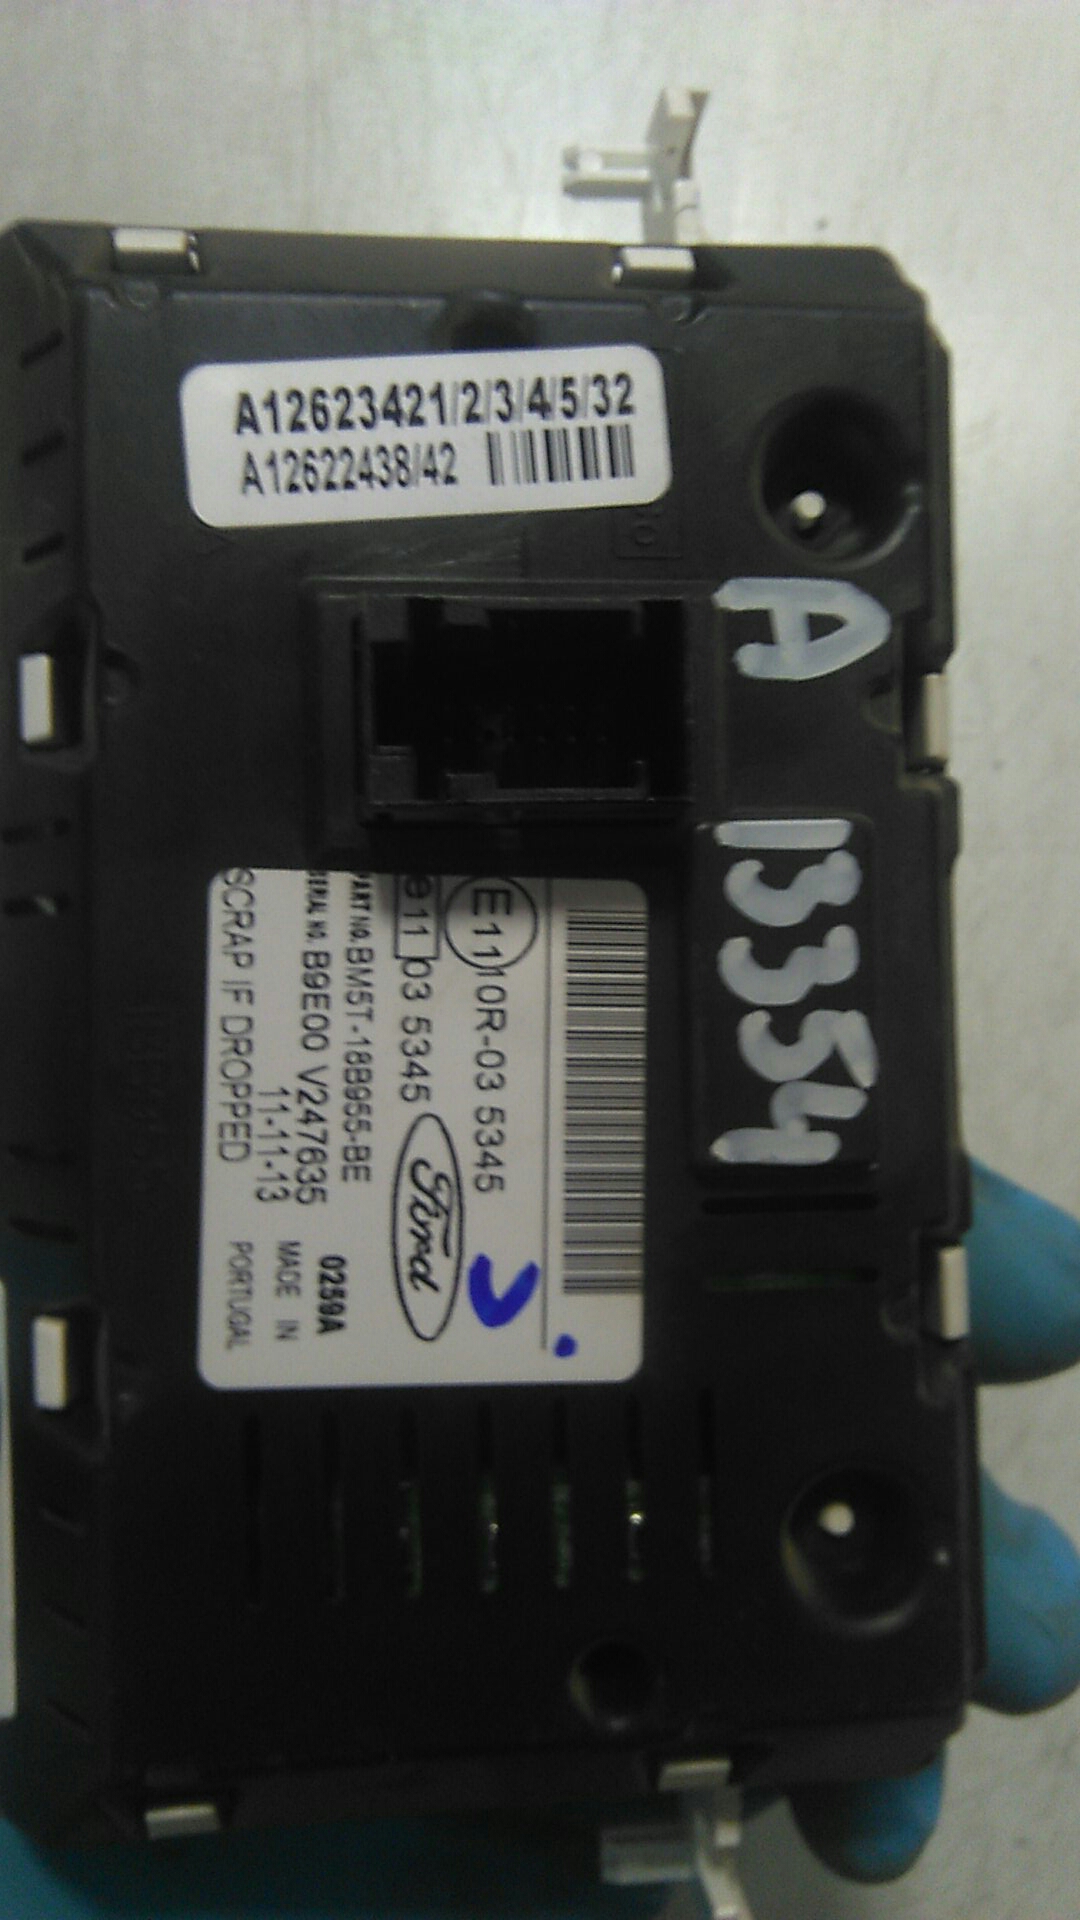 A12623421/2/3/4/5/32
A12622438/42
A
13354
E11 10R-03 5345
e11 03 5345
Ford
PART NO. BM5T-18B955-BE
SERIAL NO. B9E00 V247635
0259A
11-11-13
MADE IN
SCRAP IF DROPPED
PORTUGAL